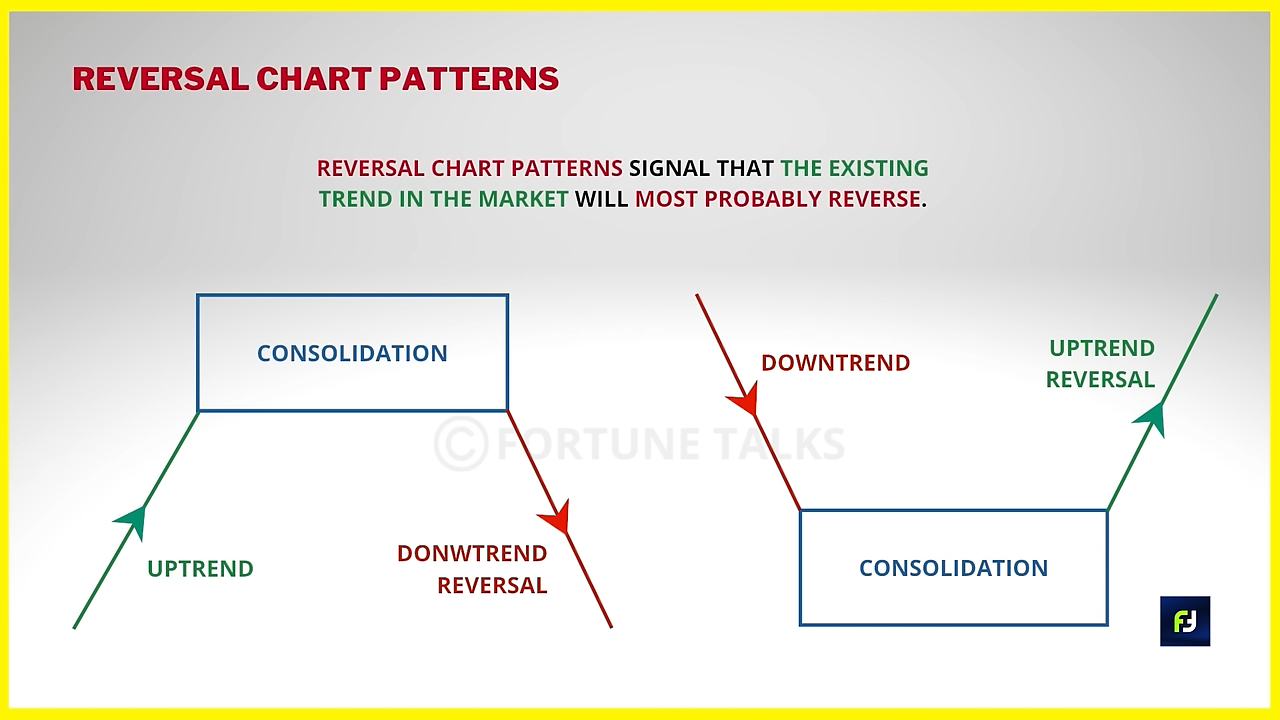 REVERSAL CHART PATTERNS
REVERSAL CHART PATTERNS SIGNAL THAT THE EXISTING
TREND IN THE MARKET WILL MOST PROBABLY REVERSE.
CONSOLIDATION
UPTREND
DONWTREND
REVERSAL
DOWNTREND
UPTREND
REVERSAL
CONSOLIDATION
© FORTUNE TALKS